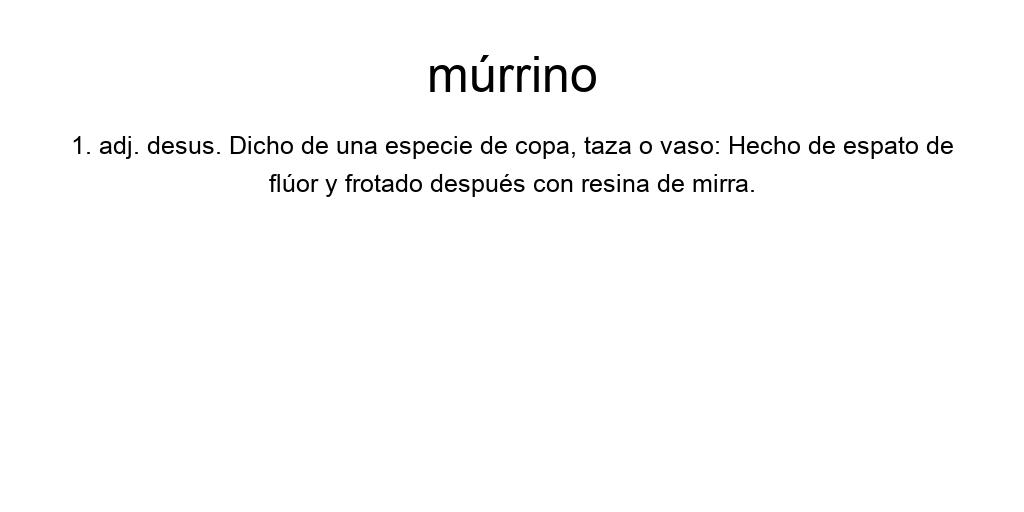 múrrino
1. adj. desus. Dicho de una especie de copa, taza o vaso: Hecho de espato de
flúor y frotado después con resina de mirra.